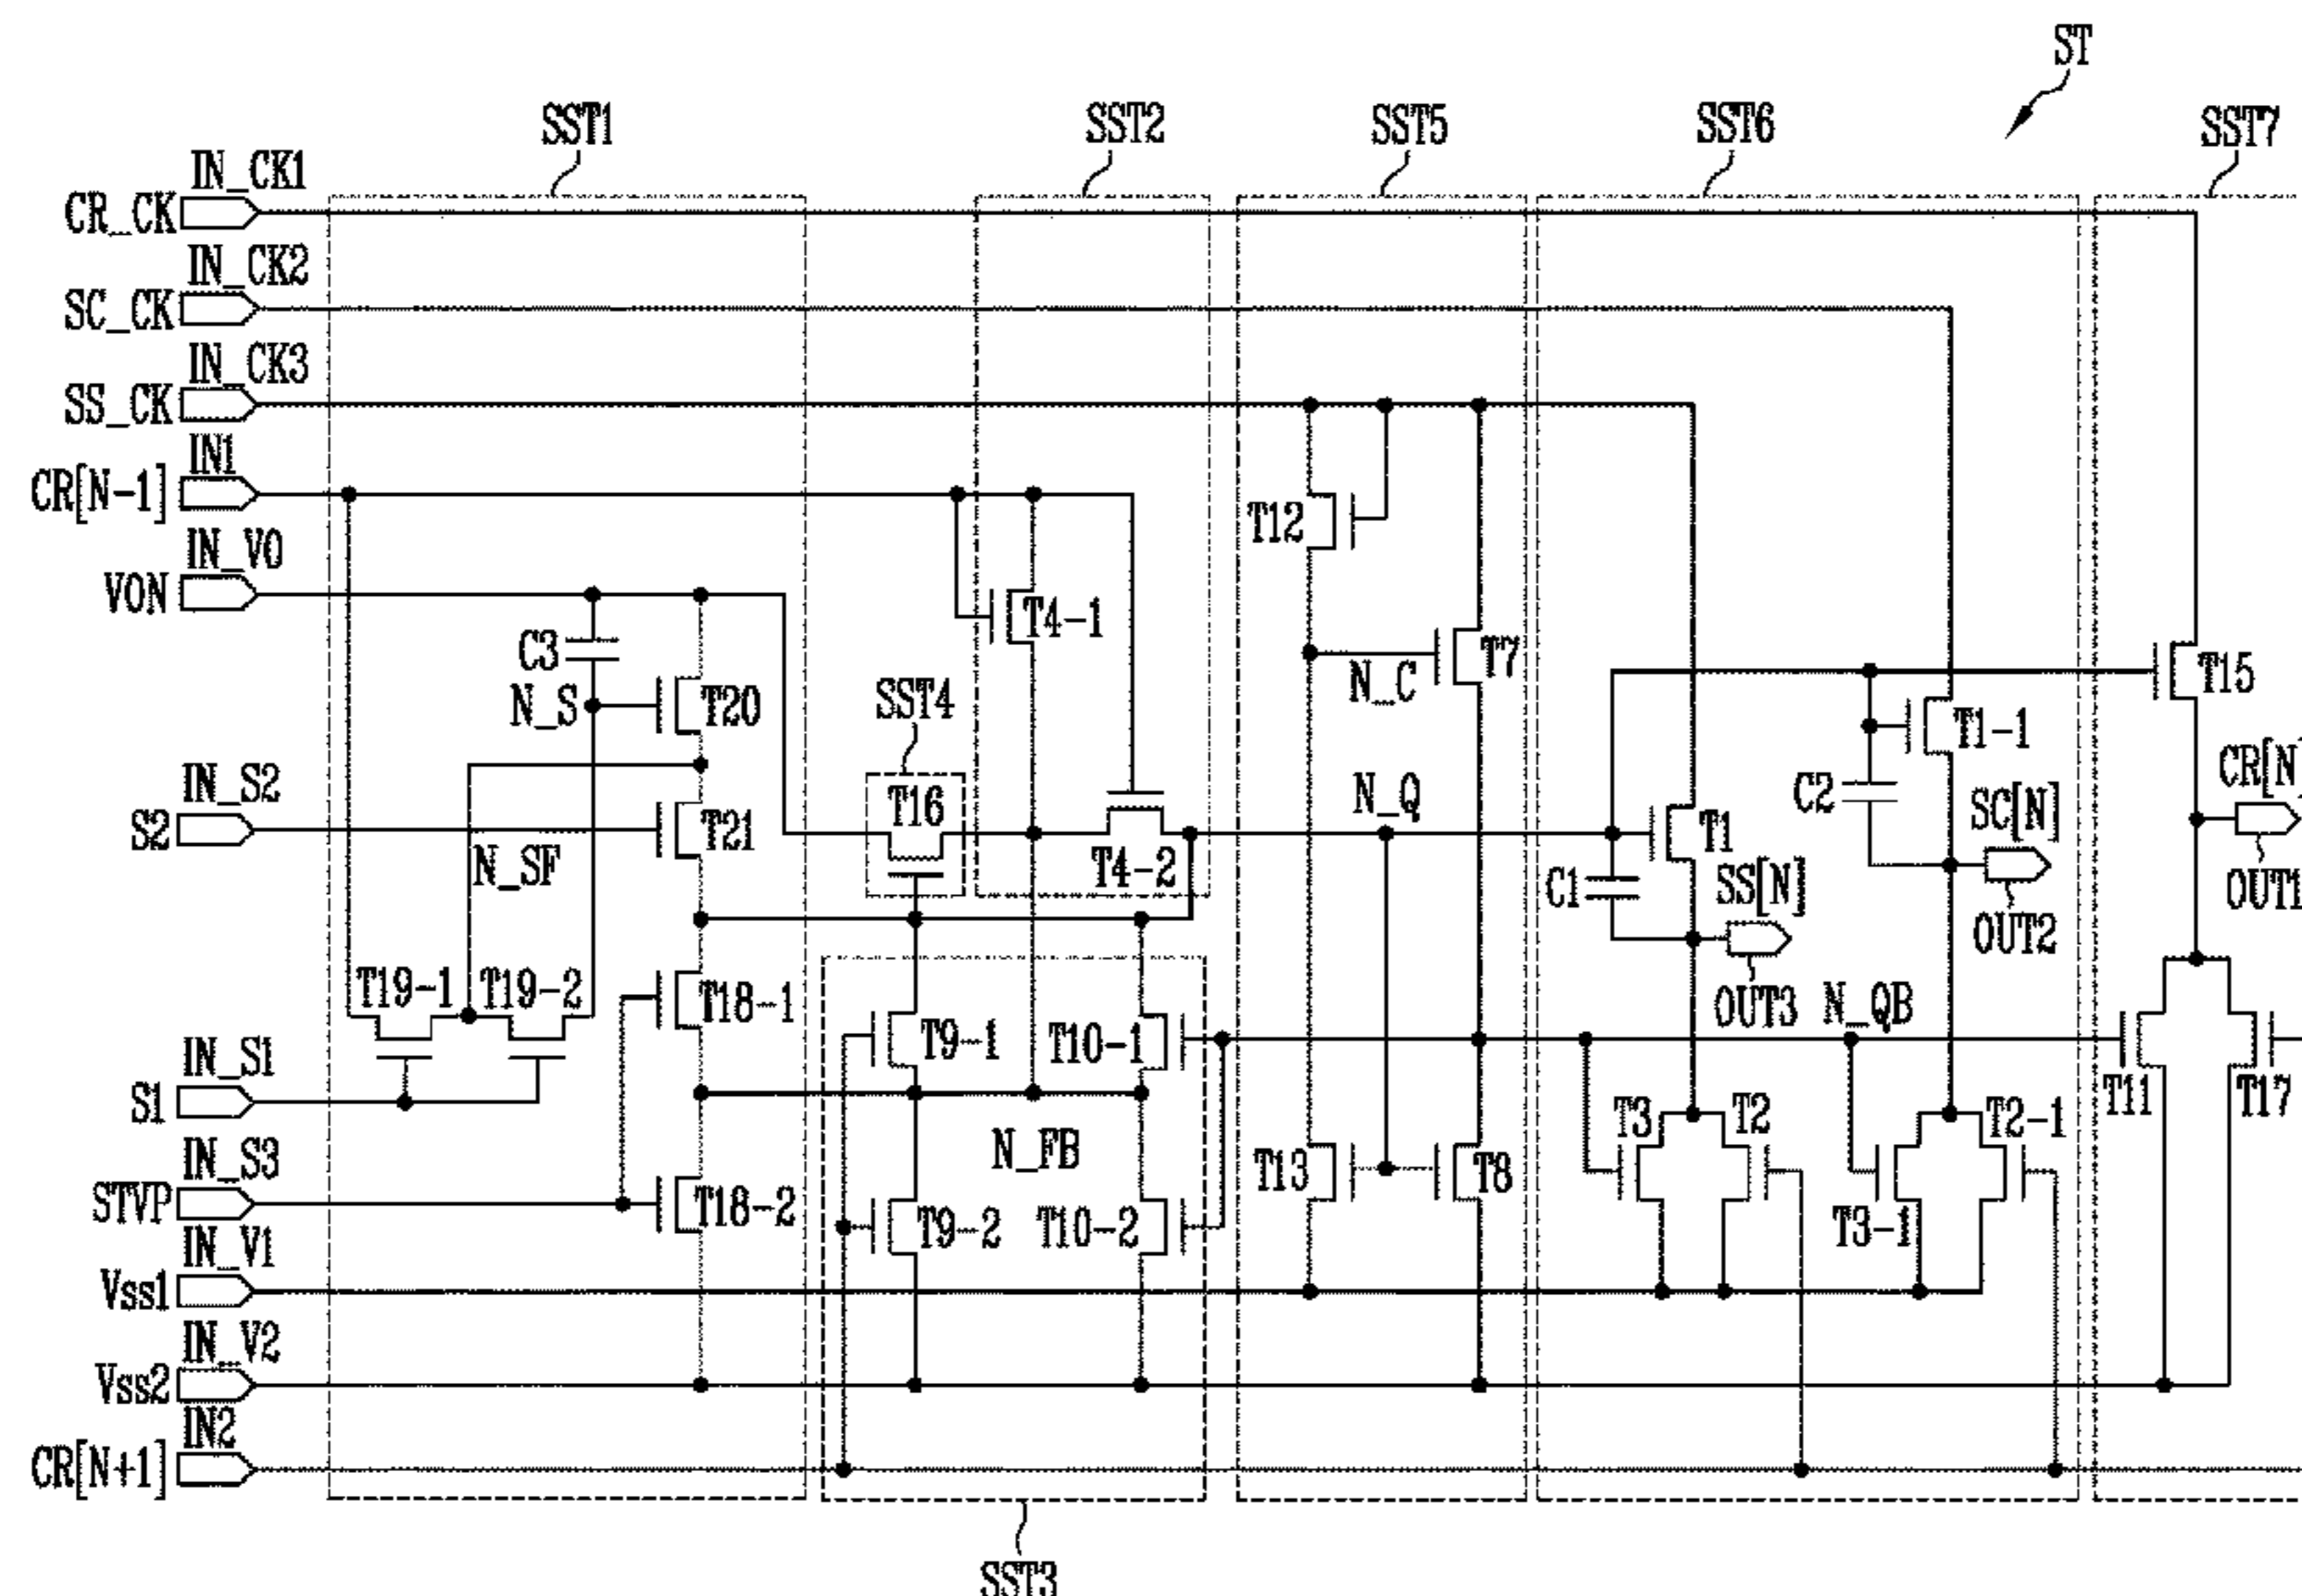 ST
SST1
SST2
SST5
SST6
SST7
IN_CK1
CR_CK
IN_CK2
SC_CK
IN_CK3
SS_CK
IN1
CR[N-1]
IN_VO
VON
T12
T4-1
C3
T7
N_C
T15
N_S
T20
SST4
T1-1
CR[N]
IN_S2
S2
T21
T16
N_Q
C2
SC[N]
T1
N_SF
T4-2
C1
SS[N]
OUT1
OUT2
T19-1
T19-2
T18-1
OUT3
N_QB
T9-1
T10-1
IN_S1
S1
T11
T17
T3
T2
T2-1
N_FB
IN_S3
STVP
T18-2
T9-2
T10-2
T13
T8
T3-1
IN_V1
Vss1
IN_V2
Vss2
IN2
CR[N+1]
SST3